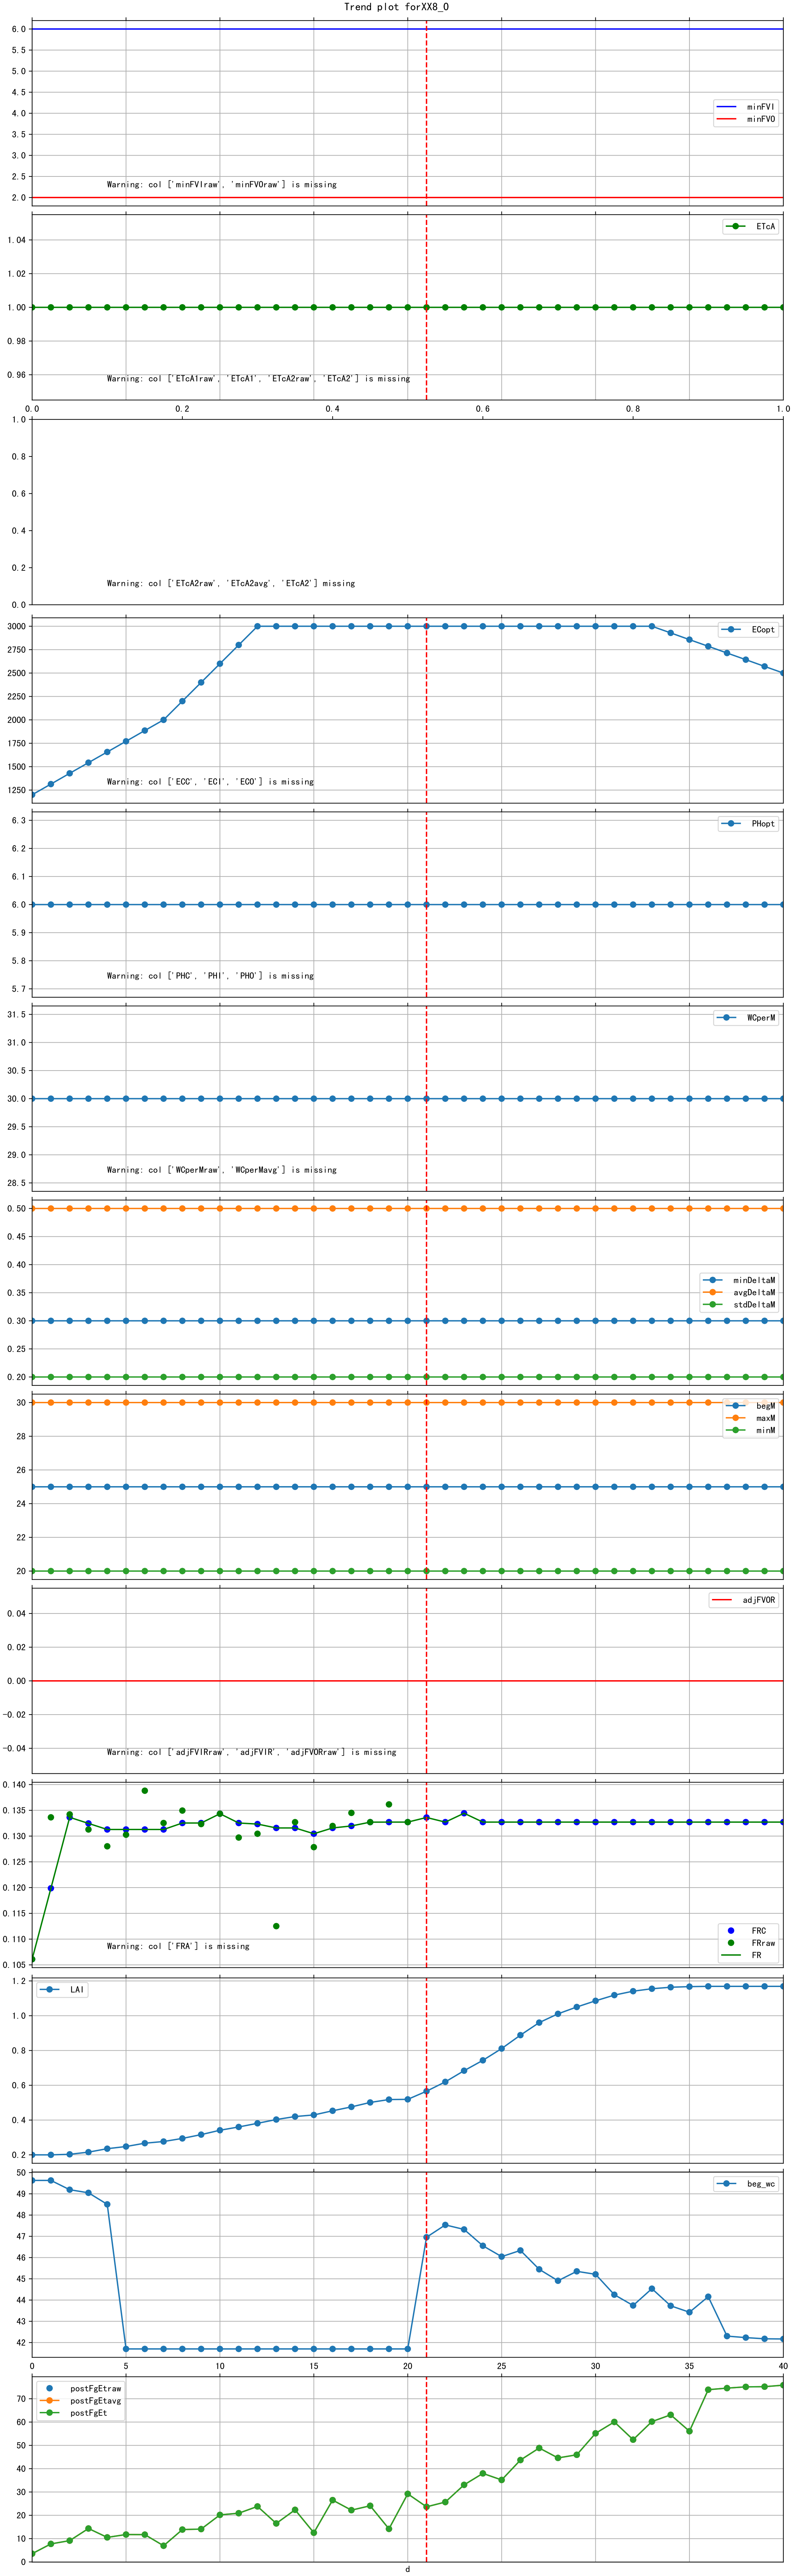 Trend plot forXX8_0
6.0
5.5
5.0
4.5
4.0
3.5
3.0
2.5
2.0
minFVI
minFVO
Warning: col ['minFVIraw', 'minFVOraw'] is missing
1.04
1.02
1.00
0.98
0.96
ETcA
Warning: col ['ETcA1raw', 'ETcA1', 'ETcA2raw', 'ETcA2'] is missing
0.0 0.2 0.4 0.6 0.8 1.0
1.0
0.8
0.6
0.4
0.2
0.0
Warning: col ['ETcA2raw', 'ETcA2avg', 'ETcA2'] missing
3000
2750
2500
2250
2000
1750
1500
1250
ECopt
Warning: col ['ECC', 'ECI', 'ECO'] is missing
6.3
6.2
6.1
6.0
5.9
5.8
5.7
PHopt
Warning: col ['PHC', 'PHI', 'PHO'] is missing
31.5
31.0
30.5
30.0
29.5
29.0
28.5
WCperM
Warning: col ['WCperMraw', 'WCperMavg'] is missing
0.50
0.45
0.40
0.35
0.30
0.25
0.20
minDeltaM
avgDeltaM
stdDeltaM
30
28
26
24
22
20
begM
maxM
minM
0.04
0.02
0.00
-0.02
-0.04
adjFVOR
Warning: col ['adjFVIRraw', 'adjFVIR', 'adjFVORraw'] is missing
0.140
0.135
0.130
0.125
0.120
0.115
0.110
0.105
FRC
FRraw
FR
Warning: col ['FRA'] is missing
1.2
1.0
0.8
0.6
0.4
0.2
LAI
50
49
48
47
46
45
44
43
42
beg_wc
0 5 10 15 20 25 30 35 40
70
60
50
40
30
20
10
0
postFgEtraw
postFgEtavg
postFgEt
d